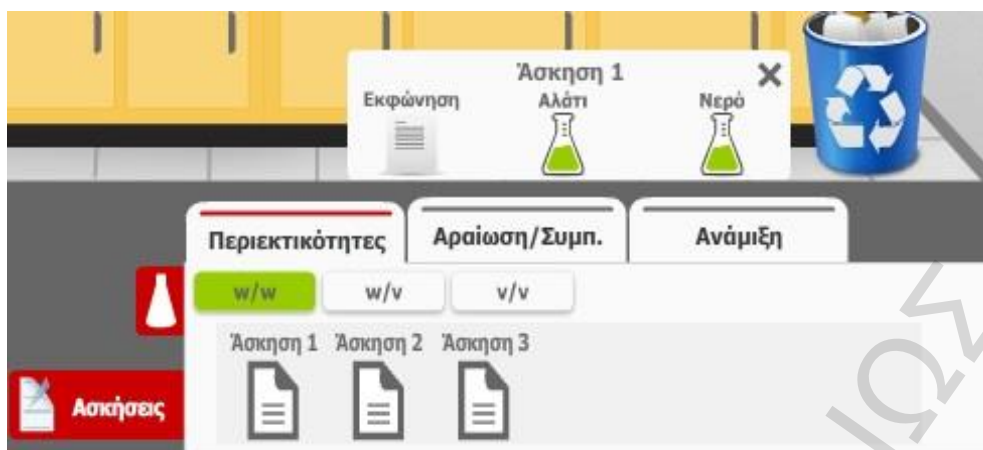 Άσκηση 1
Εκφώνηση Αλάτι Νερό
Περιεκτικότητες Αραίωση/Συμπ. Ανάμιξη
w/w w/v v/v
Άσκηση 1 Άσκηση 2 Άσκηση 3
Ασκήσεις